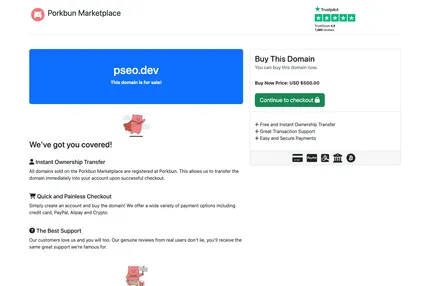 Porkbun Marketplace
Trustpilot
TrustScore 4.8
pseo.dev
This domain is for sale!
Buy This Domain
You can buy this domain now.
Buy Now Price: USD $500.00
Continue to checkout
Free and Instant Ownership Transfer
Great Transaction Support
Easy and Secure Payments
We've got you covered!
Instant Ownership Transfer
All domains sold on the Porkbun Marketplace are registered at Porkbun. This allows us to transfer the
domain immediately into your account upon successful checkout.
Quick and Painless Checkout
Simply create an account and buy the domain! We offer a wide variety of payment options including
credit card, PayPal, Alipay and Crypto.
The Best Support
Our customers love us and you will too. Our genuine reviews from real users don't lie, you'll receive the
same great support we're famous for.